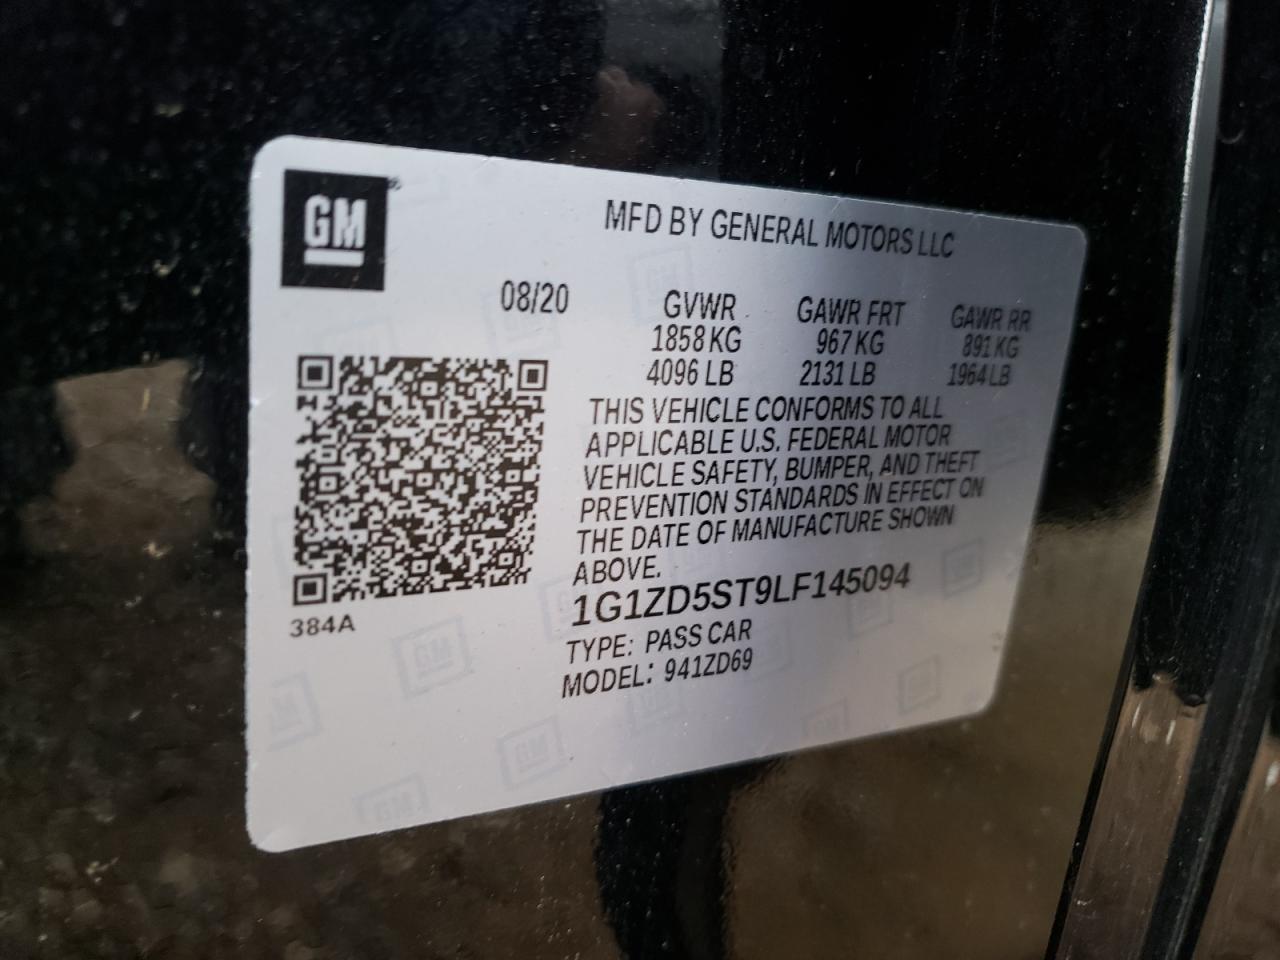 GM
MFD BY GENERAL MOTORS LLC
08/20
GVWR GAWR FRT GAWR RR
1858 KG 967 KG 891 KG
4096 LB 2131 LB 1964 LB
THIS VEHICLE CONFORMS TO ALL
APPLICABLE U.S. FEDERAL MOTOR
VEHICLE SAFETY, BUMPER, AND THEFT
PREVENTION STANDARDS IN EFFECT ON
THE DATE OF MANUFACTURE SHOWN
ABOVE.
1G1ZD5ST9LF145094
384A
TYPE: PASS CAR
MODEL: 941ZD69